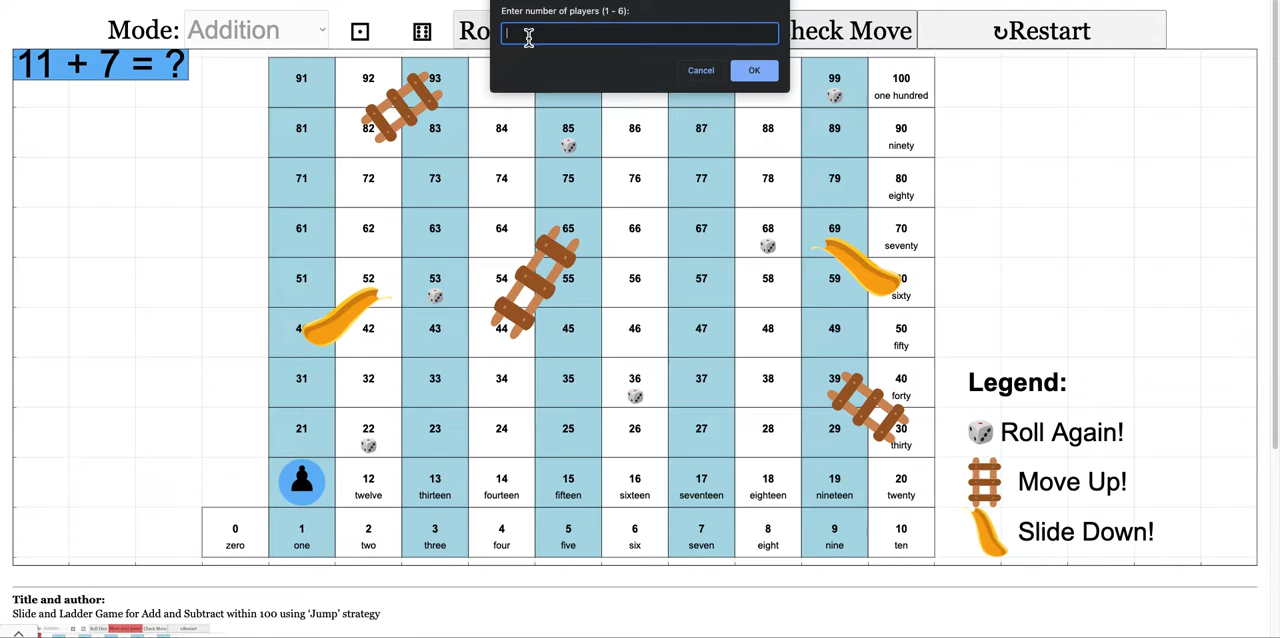 Enter number of players (1 - 6):
Cancel
OK
Mode: Addition
Ro
heck Move
↻Restart
11 + 7 = ?
91 92 93 99 100
one hundred
81 82 83 84 85 86 87 88 89 90
ninety
71 72 73 74 75 76 77 78 79 80
eighty
61 62 63 64 65 66 67 68 69 70
seventy
51 52 53 54 55 56 57 58 59 0
sixty
4 42 43 44 45 46 47 48 49 50
fifty
31 32 33 34 35 36 37 38 39 40
forty
21 22 23 24 25 26 27 28 29 30
thirty
12 13 14 15 16 17 18 19 20
twelve thirteen fourteen fifteen sixteen seventeen eighteen nineteen twenty
0 1 2 3 4 5 6 7 8 9 10
zero one two three four five six seven eight nine ten
Legend:
Roll Again!
Move Up!
Slide Down!
Title and author:
Slide and Ladder Game for Add and Subtract within 100 using ‘Jump’ strategy